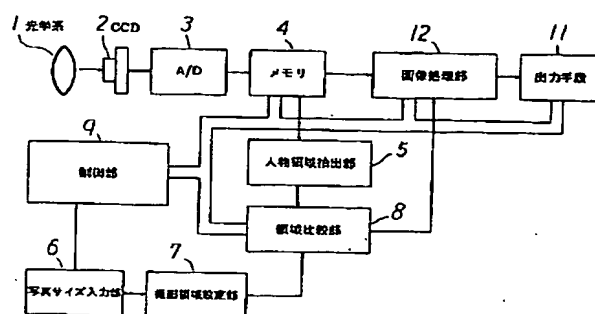 1 光学系
2 CCD
3
A/D
4
メモリ
12
画像処理部
11
出力手段
9
制御部
人物領域抽出部
5
領域比較部
8
6
写真サイズ入力部
7
撮影領域設定部